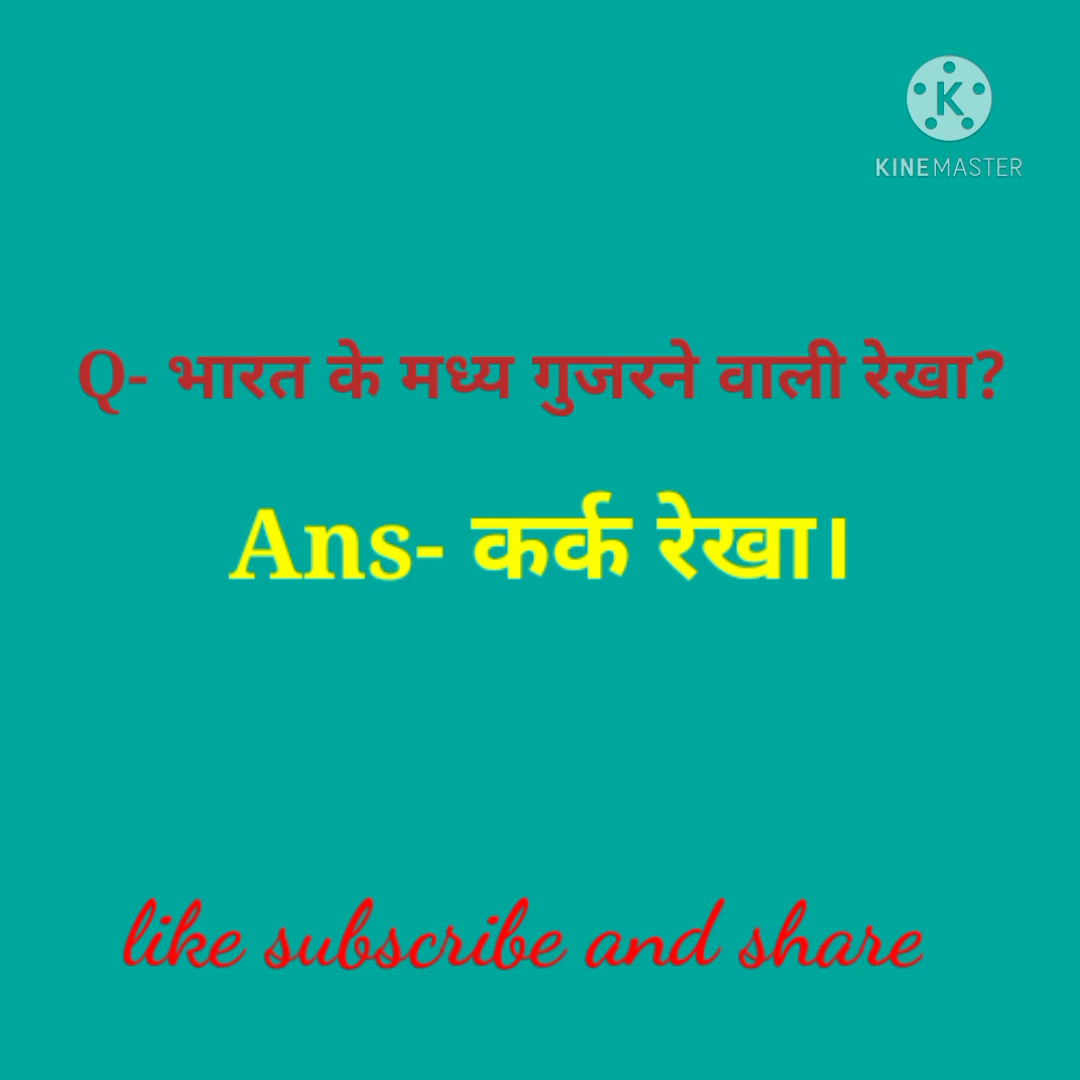 K
KINEMASTER
Q- भारत के मध्य गुजरने वाली रेखा?
Ans- कर्क रेखा।
like subscribe and share